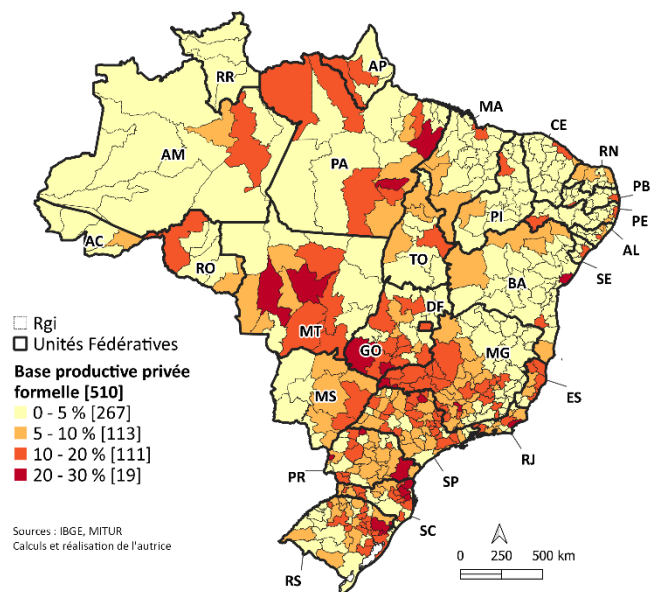 RR
AP
AM
PA
MA
CE
RN
PB
PE
AL
SE
PI
AC
RO
TO
BA
MT
DF
GO
MG
ES
MS
RJ
SP
PR
SC
RS
Rgi
Unités Fédératives
Base productive privée
formelle [510]
0 - 5 % [267]
5 - 10 % [113]
10 - 20 % [111]
20 - 30 % [19]
Sources : IBGE, MITUR
Calculs et réalisation de l'autrice
0 250 500 km